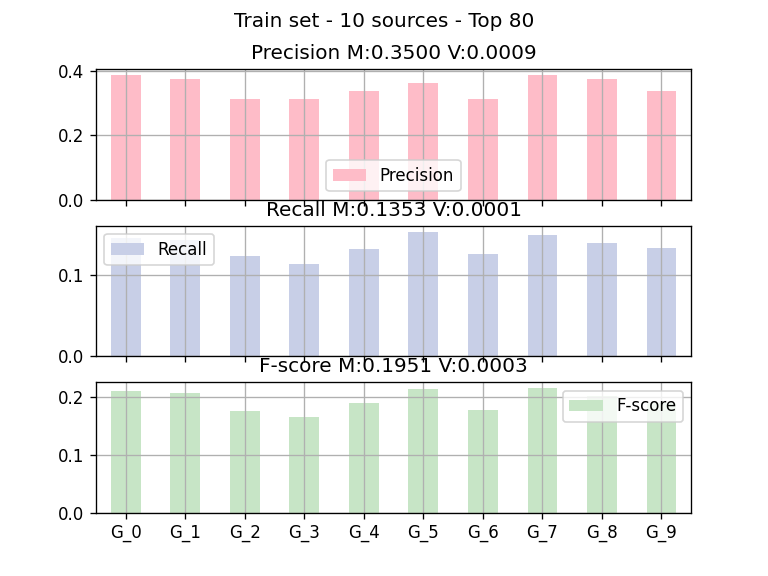 Train set - 10 sources - Top 80
Precision M:0.3500 V:0.0009
0.4
0.2
0.0
Precision
Recall M:0.1353 V:0.0001
Recall
0.1
0.0
F-score M:0.1951 V:0.0003
0.2
0.1
0.0
F-score
G_0 G_1 G_2 G_3 G_4 G_5 G_6 G_7 G_8 G_9